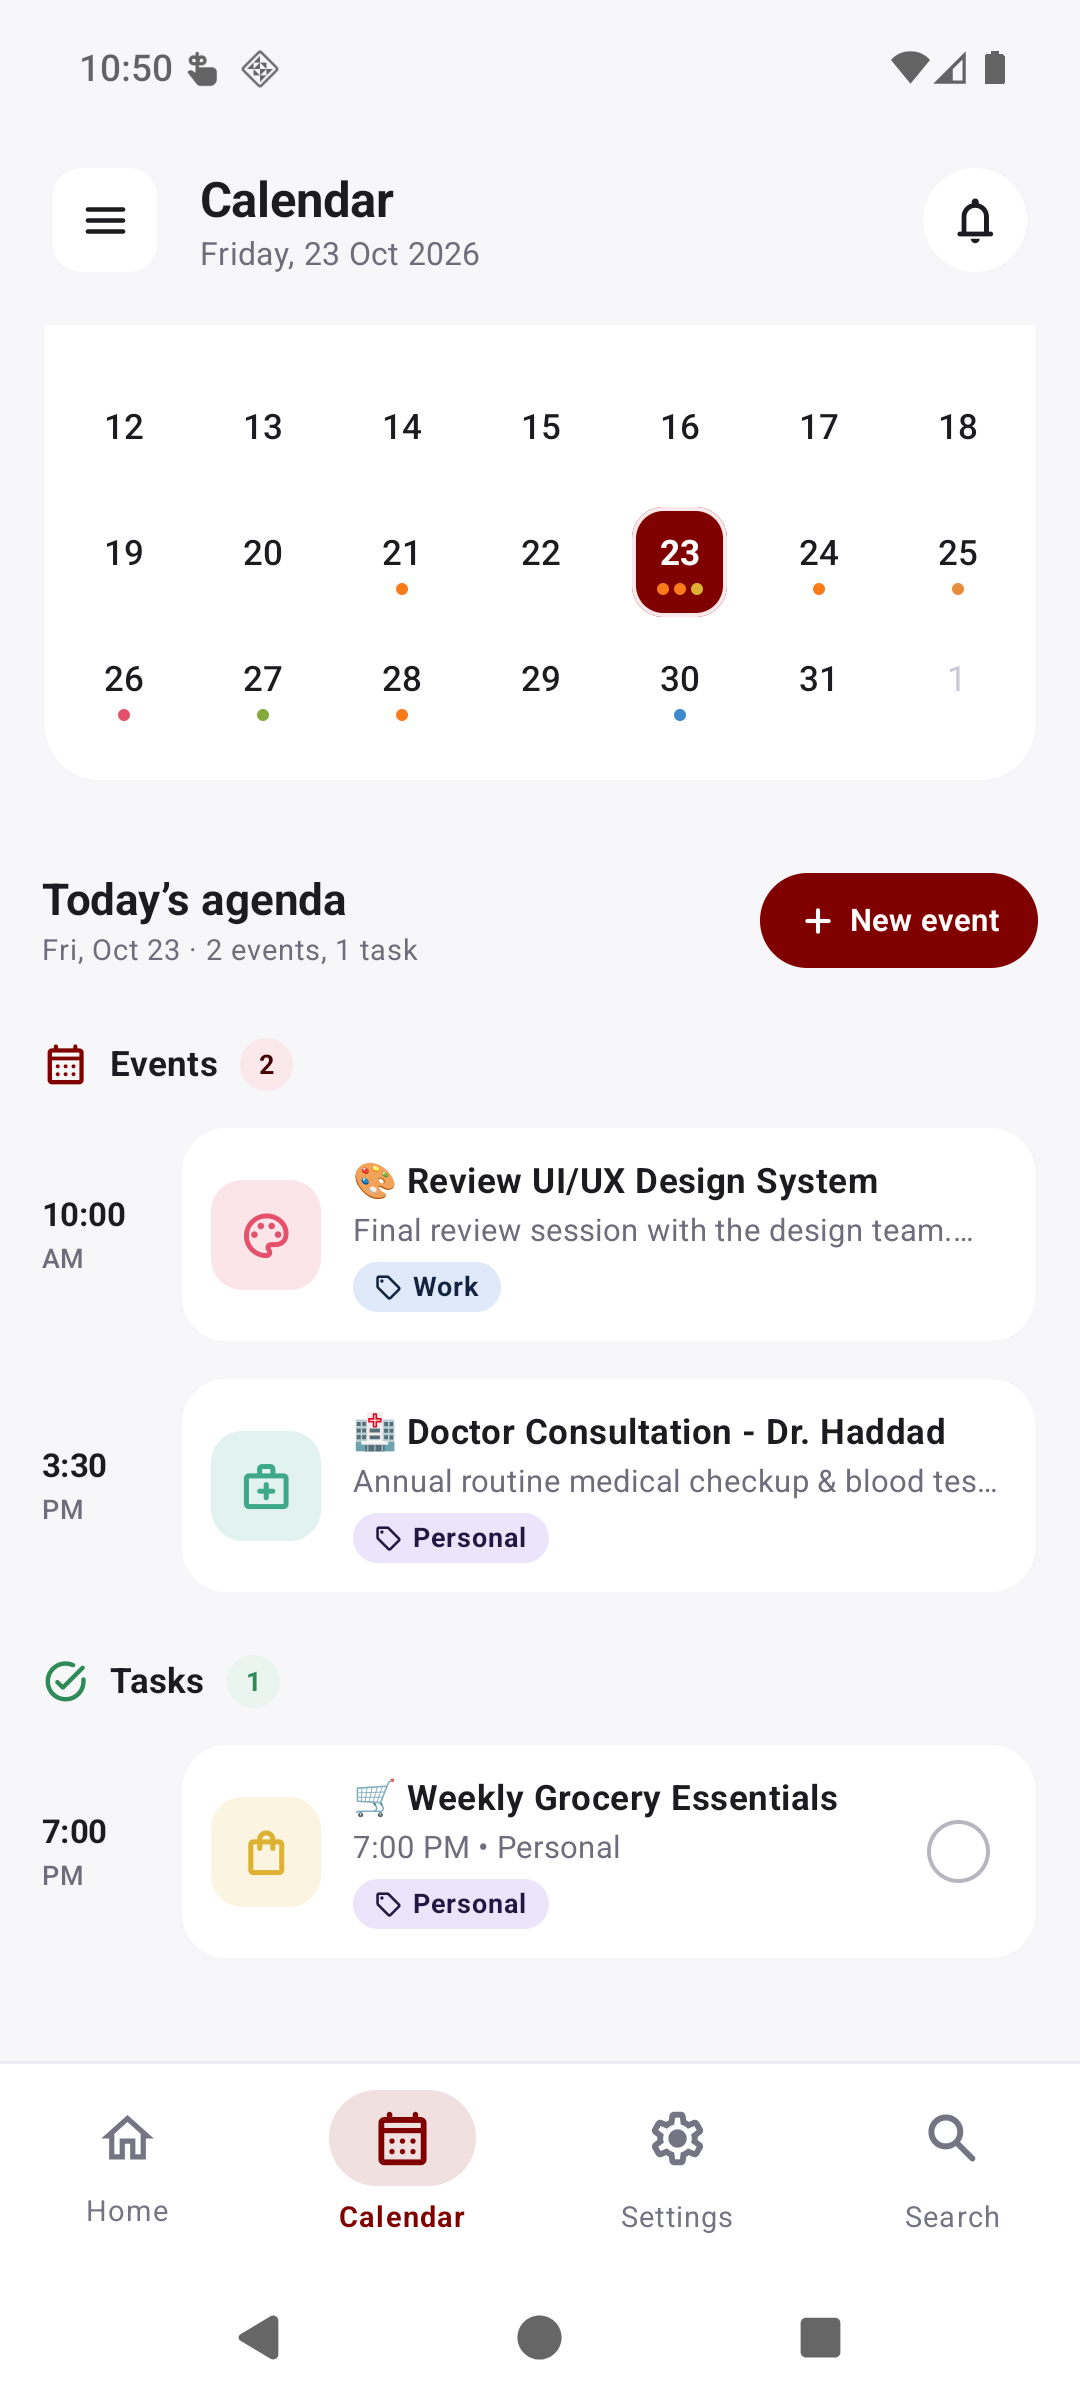 10:50
Calendar
Friday, 23 Oct 2026
12 13 14 15 16 17 18
19 20 21 22 23 24 25
26 27 28 29 30 31 1
Today’s agenda
Fri, Oct 23 · 2 events, 1 task
New event
Events 2
10:00
AM
🎨 Review UI/UX Design System
Final review session with the design team....
Work
3:30
PM
🏥 Doctor Consultation - Dr. Haddad
Annual routine medical checkup & blood tes...
Personal
Tasks 1
7:00
PM
🛒 Weekly Grocery Essentials
7:00 PM • Personal
Personal
Home
Calendar
Settings
Search